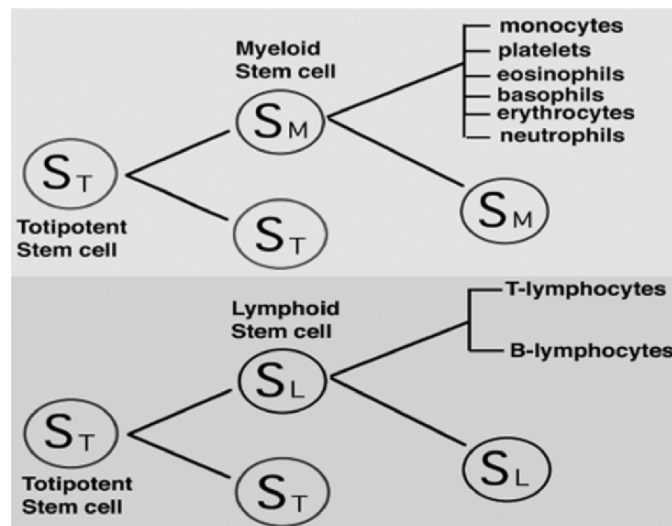 monocytes
Myeloid
Stem cell
platelets
eosinophils
basophils
erythrocytes
neutrophils
SM
ST
Totipotent
Stem cell
ST
SM
T-lymphocytes
Lymphoid
Stem cell
B-lymphocytes
SL
ST
Totipotent
Stem cell
ST
SL